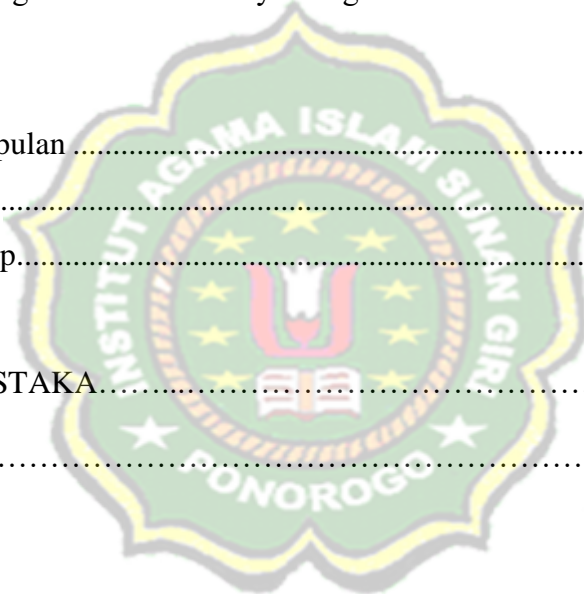 pulan ........................................................................
........................................................................
p........................................................................
STAKA……...……………………………………
……………………………………………………
INSTITUT AGAMA ISLAM SUNAN GIRI
PONOROGO